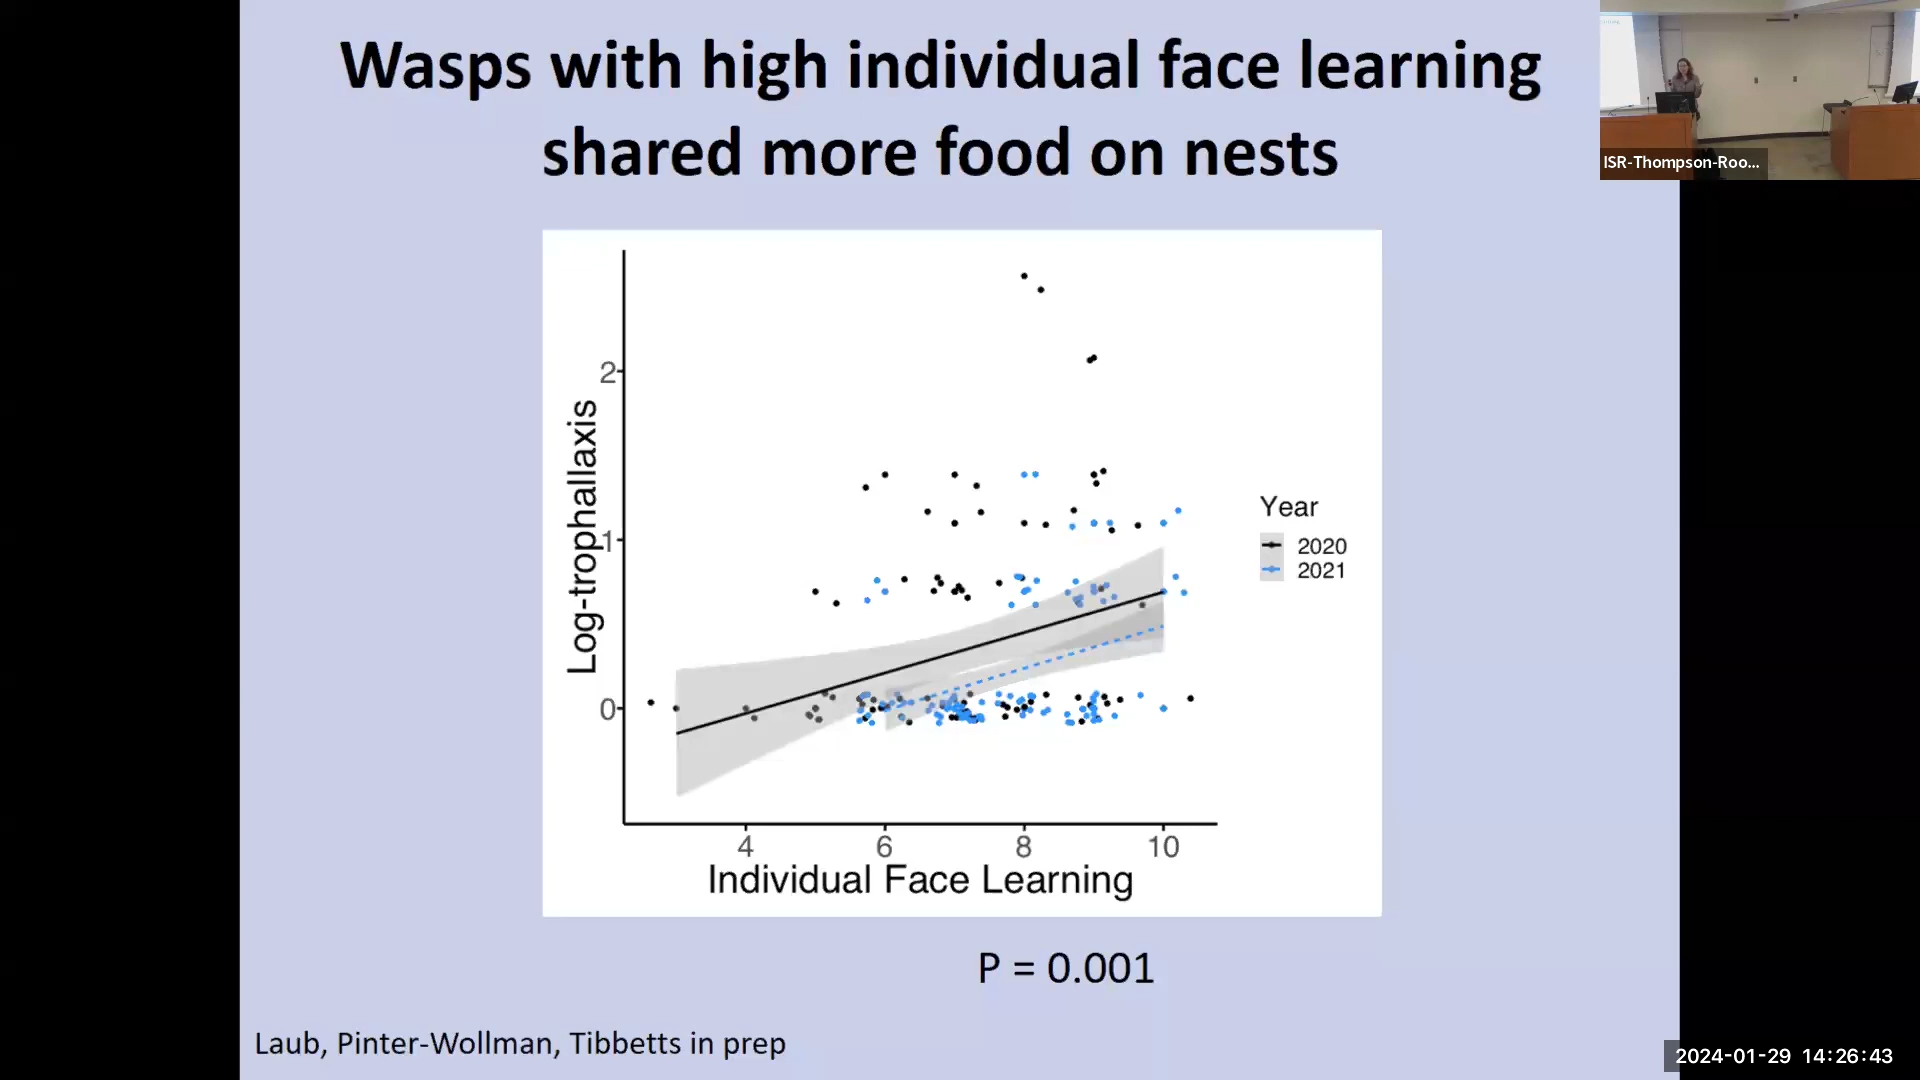 Wasps with high individual face learning
shared more food on nests
ISR-Thompson-Roo...
2
1
0
Log-trophallaxis
4 6 8 10
Individual Face Learning
Year
2020
2021
P = 0.001
Laub, Pinter-Wollman, Tibbetts in prep
2024-01-29 14:26:43